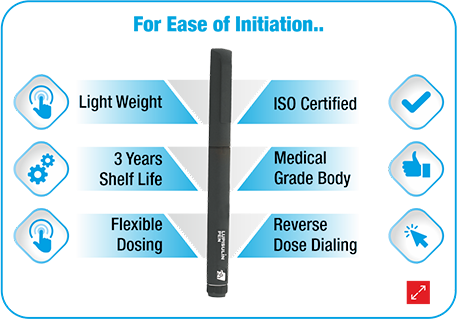 For Ease of Initiation..
Light Weight
ISO Certified
3 Years
Shelf Life
Medical
Grade Body
Flexible
Dosing
Reverse
Dose Dialing
PEN